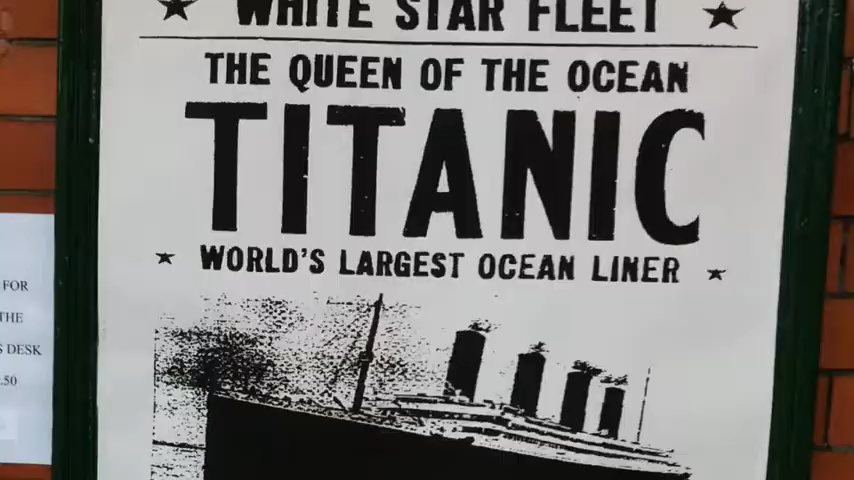 WHITE STAR FLEET
THE QUEEN OF THE OCEAN
TITANIC
WORLD'S LARGEST OCEAN LINER
FOR
THE
DESK
.50